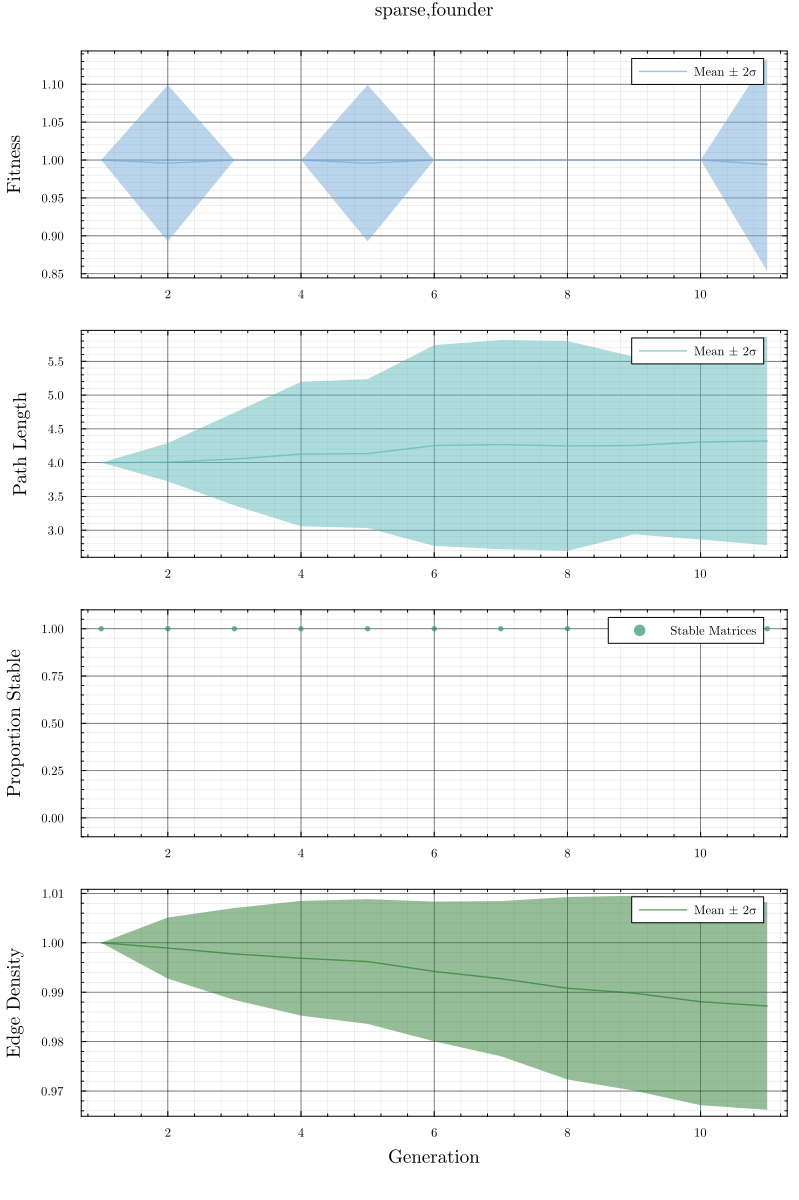 sparse,founder
Mean ± 2σ
Fitness
1.10
1.05
1.00
0.95
0.90
0.85
2 4 6 8 10
Mean ± 2σ
Path Length
5.5
5.0
4.5
4.0
3.5
3.0
2 4 6 8 10
Stable Matrices
Proportion Stable
1.00
0.75
0.50
0.25
0.00
2 4 6 8 10
Mean ± 2σ
Edge Density
1.01
1.00
0.99
0.98
0.97
2 4 6 8 10
Generation